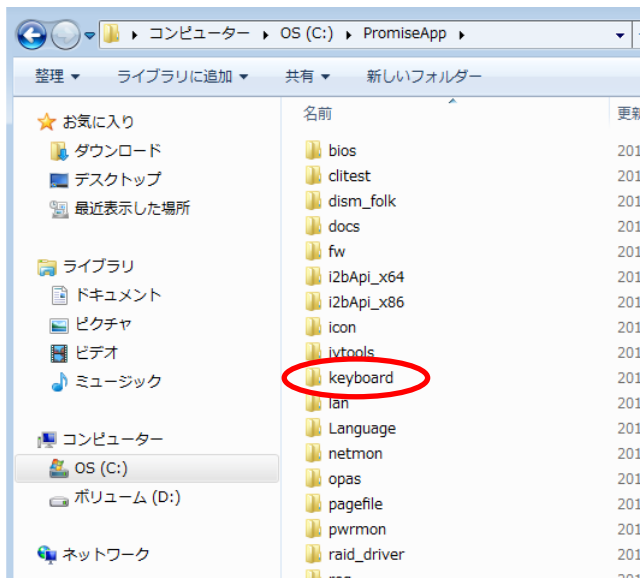 コンピューター ▸ OS (C:) ▸ PromiseApp ▸
整理 ▼ ライブラリに追加 ▼ 共有 ▼ 新しいフォルダー
お気に入り
ダウンロード
デスクトップ
最近表示した場所
ライブラリ
ドキュメント
ピクチャ
ビデオ
ミュージック
コンピューター
OS (C:)
ボリューム (D:)
ネットワーク
名前 更新
bios 201
clitest 201
dism_folk 201
docs 201
fw 201
i2bApi_x64 201
i2bApi_x86 201
icon 201
ivtools 201
keyboard 201
lan 201
Language 201
netmon 201
opas 201
pagefile 201
pwrmon 201
raid_driver 201